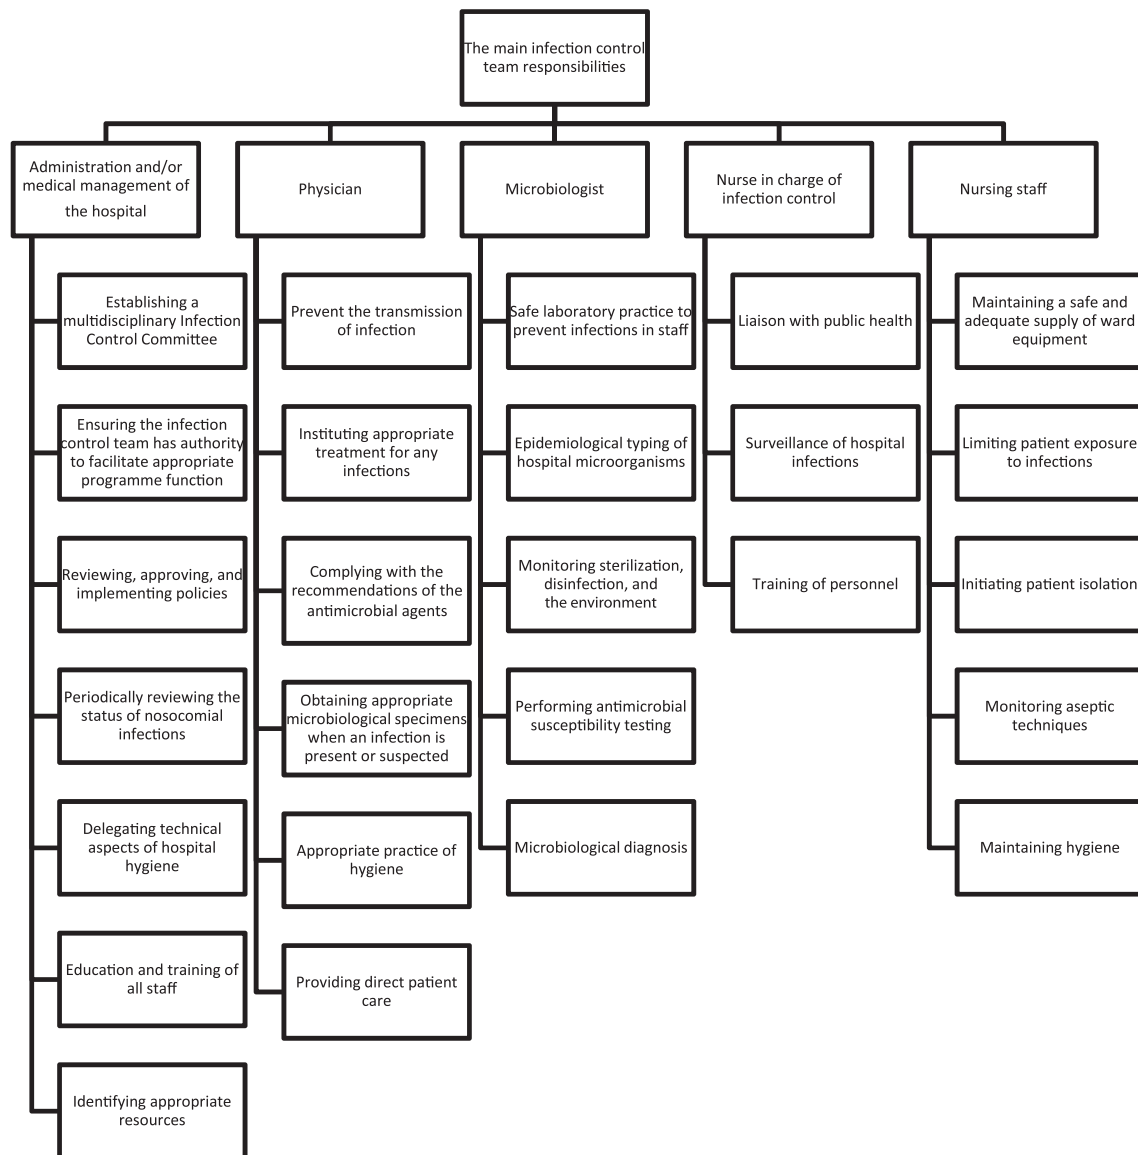 The main infection control
team responsibilities
Administration and/or
medical management of
the hospital
Physician
Microbiologist
Nurse in charge of
infection control
Nursing staff
Establishing a
multidisciplinary Infection
Control Committee
Ensuring the infection
control team has authority
to facilitate appropriate
programme function
Reviewing, approving, and
implementing policies
Periodically reviewing the
status of nosocomial
infections
Delegating technical
aspects of hospital
hygiene
Education and training of
all staff
Identifying appropriate
resources
Prevent the transmission
of infection
Instituting appropriate
treatment for any
infections
Complying with the
recommendations of the
antimicrobial agents
Obtaining appropriate
microbiological specimens
when an infection is
present or suspected
Appropriate practice of
hygiene
Providing direct patient
care
Safe laboratory practice to
prevent infections in staff
Epidemiological typing of
hospital microorganisms
Monitoring sterilization,
disinfection, and
the environment
Performing antimicrobial
susceptibility testing
Microbiological diagnosis
Liaison with public health
Surveillance of hospital
infections
Training of personnel
Maintaining a safe and
adequate supply of ward
equipment
Limiting patient exposure
to infections
Initiating patient isolation
Monitoring aseptic
techniques
Maintaining hygiene